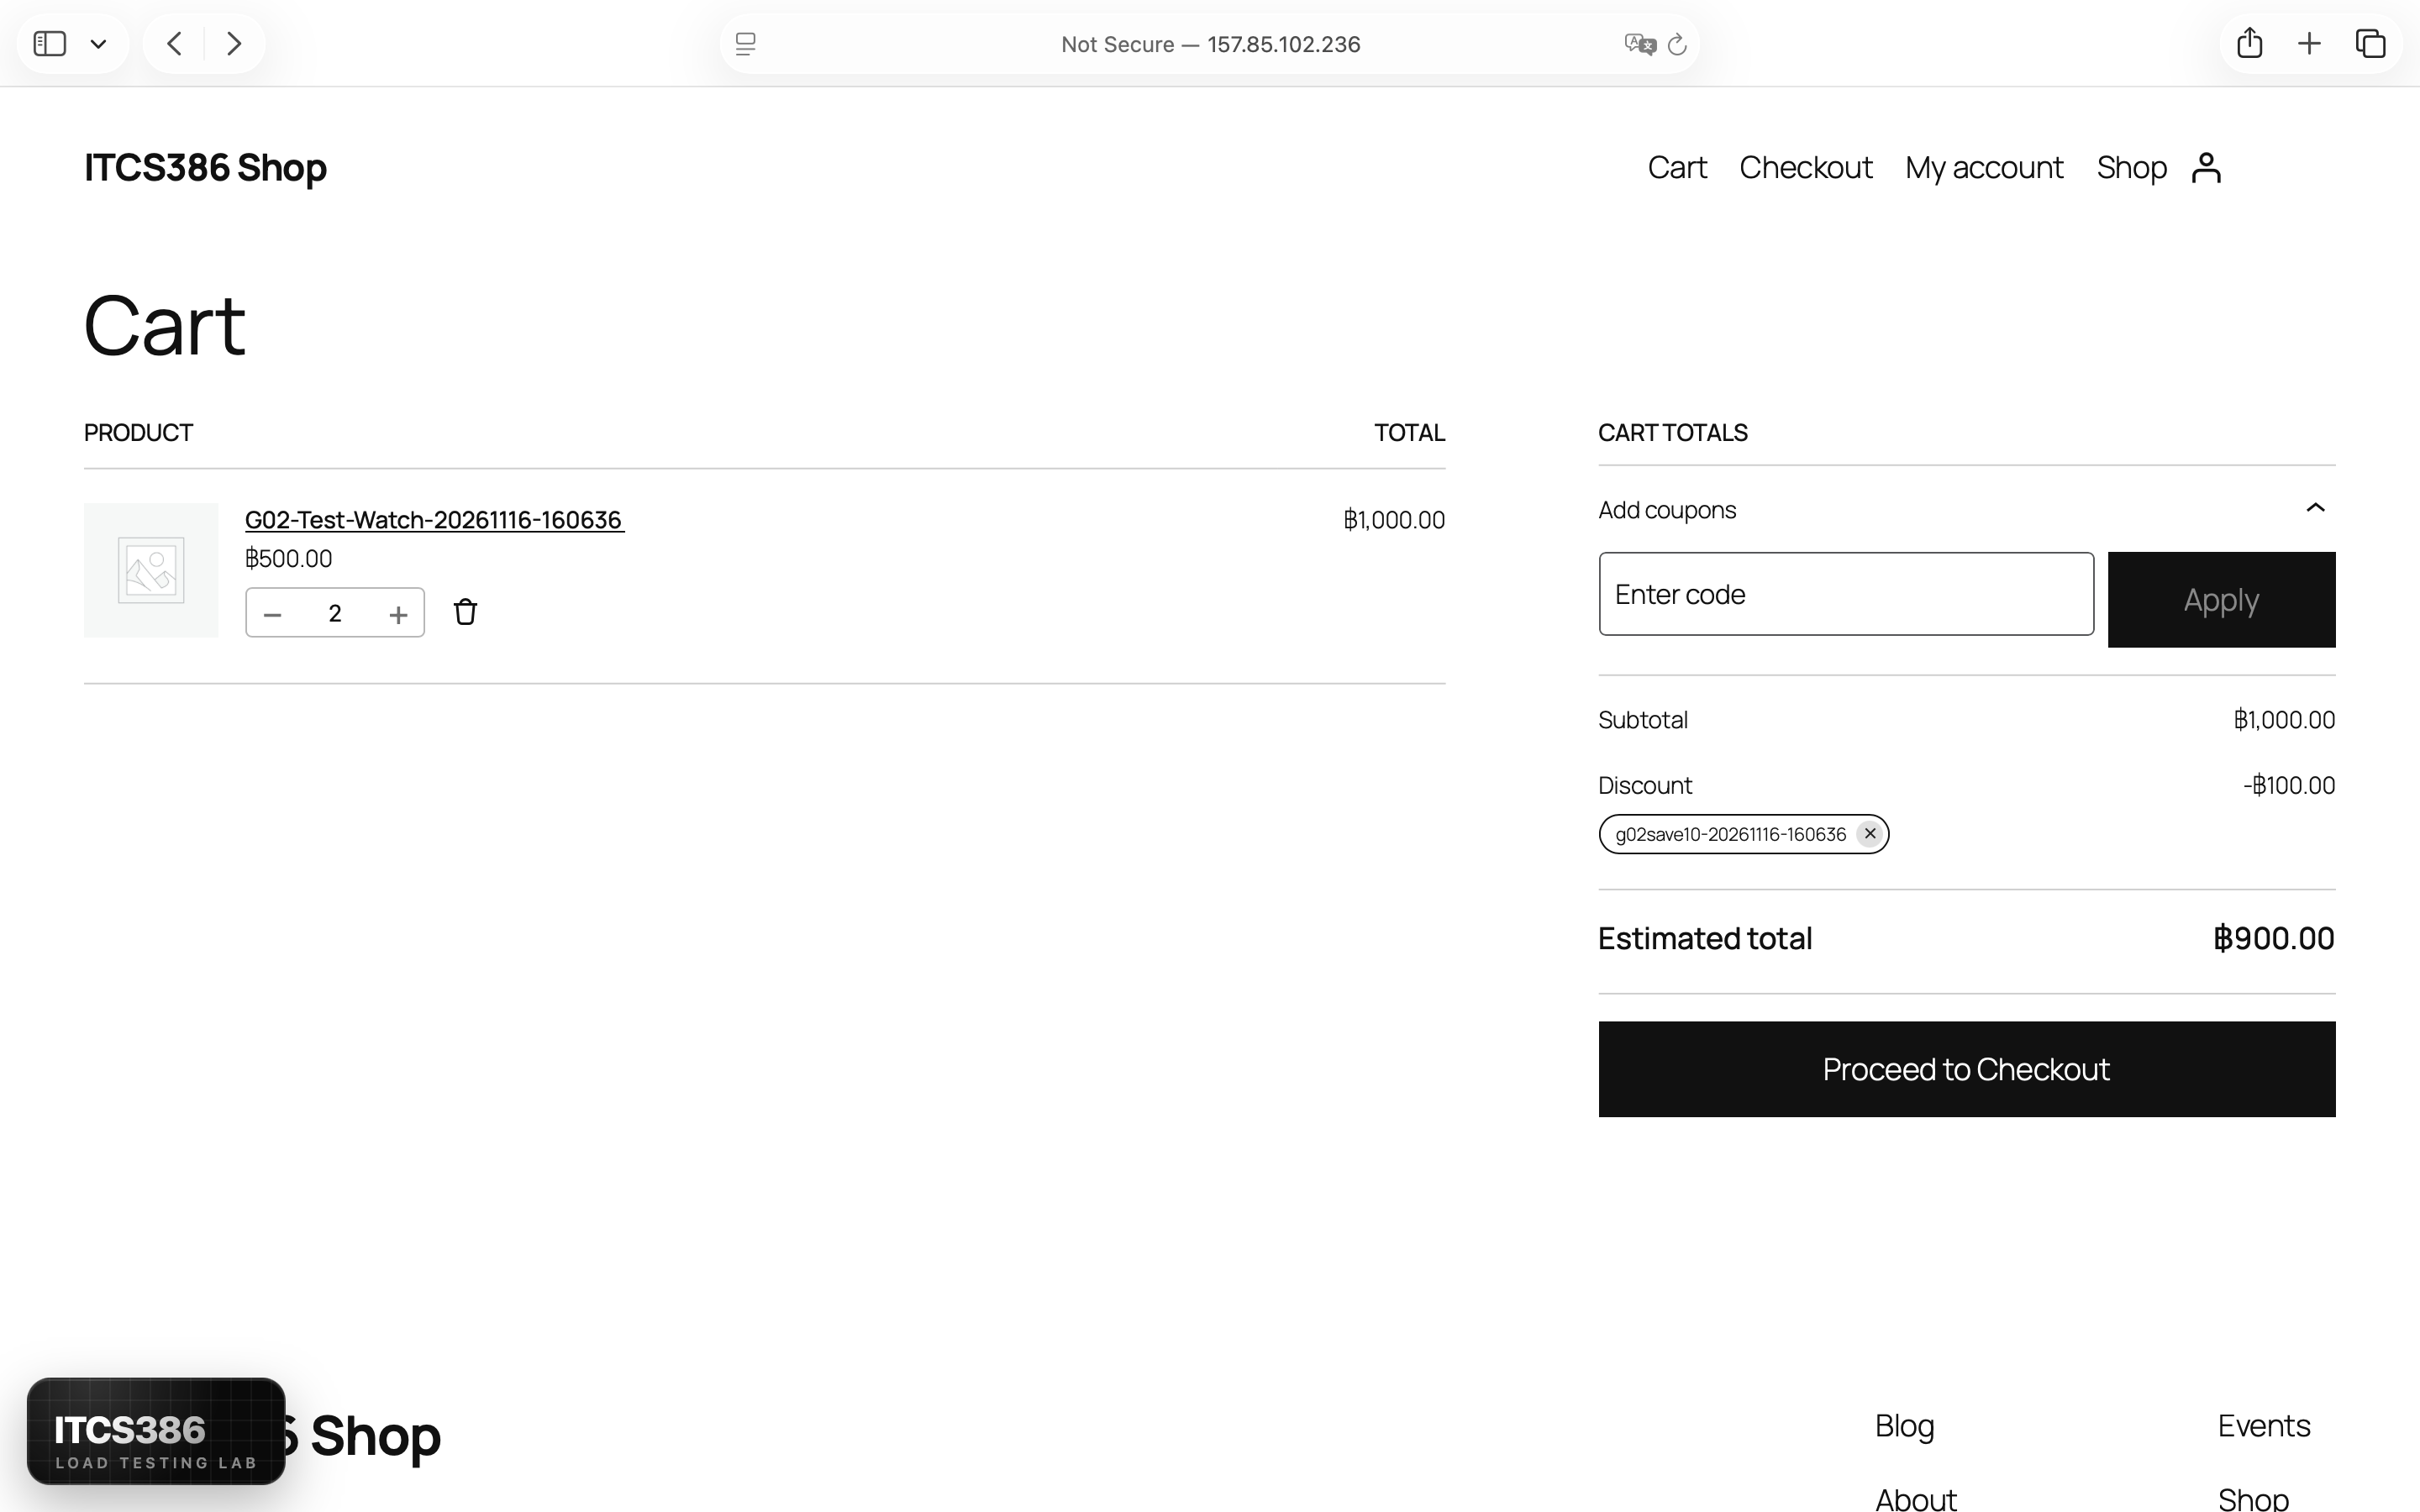 Not Secure — 157.85.102.236
ITCS386 Shop
Cart Checkout My account Shop
Cart
PRODUCT TOTAL
G02-Test-Watch-20261116-160636 ฿1,000.00
฿500.00
− 2 +
CART TOTALS
Add coupons
Enter code Apply
Subtotal ฿1,000.00
Discount -฿100.00
g02save10-20261116-160636
Estimated total ฿900.00
Proceed to Checkout
ITCS386
LOAD TESTING LAB
6 Shop
Blog Events
About Shop